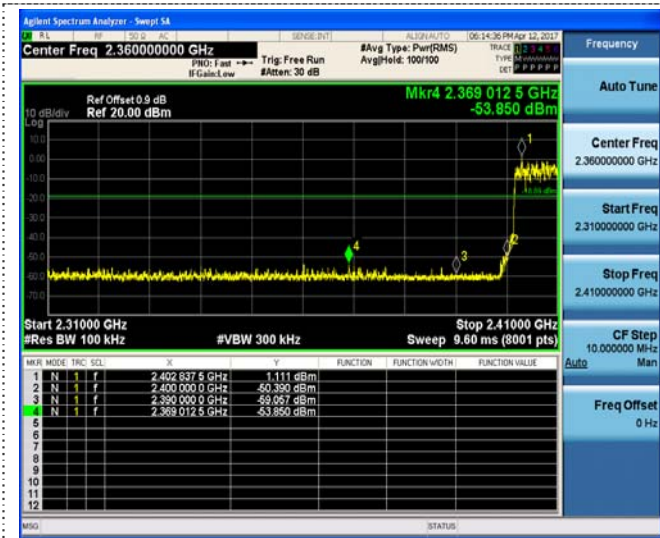 Agilent Spectrum Analyzer - Swept SA
RL RF 50 Ω AC SENSE:INT ALIGN AUTO 06:14:36 PM Apr 12, 2017
Center Freq 2.360000000 GHz
PNO: Fast
IFGain:Low
Trig: Free Run
#Atten: 30 dB
#Avg Type: Pwr(RMS)
Avg|Hold: 100/100
TRACE 1 2 3 4 5 6
TYPE
DET P P P P P P
Ref Offset 0.9 dB
Ref 20.00 dBm
10 dB/div
Log
Mkr4 2.369 012 5 GHz
-53.850 dBm
10.0
0.00
-10.0
-20.0
-30.0
-40.0
-50.0
-60.0
-70.0
1
2
3
4
Start 2.31000 GHz
Stop 2.41000 GHz
#Res BW 100 kHz
#VBW 300 kHz
Sweep 9.60 ms (8001 pts)
MKR MODE TRC SCL X Y FUNCTION FUNCTION WIDTH FUNCTION VALUE
1 N 1 f 2.402 837 5 GHz 1.111 dBm
2 N 1 f 2.400 000 0 GHz -50.390 dBm
3 N 1 f 2.390 000 0 GHz -59.057 dBm
4 N 1 f 2.369 012 5 GHz -53.850 dBm
5
6
7
8
9
10
11
12
MSG
STATUS
Frequency
Auto Tune
Center Freq
2.360000000 GHz
Start Freq
2.310000000 GHz
Stop Freq
2.410000000 GHz
CF Step
10.000000 MHz
Auto Man
Freq Offset
0 Hz